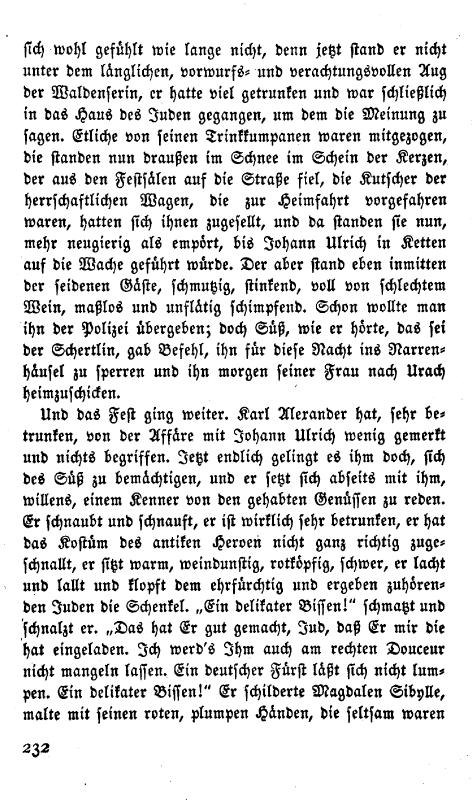 sich wohl gefühlt wie lange nicht, denn jetzt stand er nicht
unter dem länglichen, vorwurfs- und verachtungsvollen Aug
der Waldenserin, er hatte viel getrunken und war schließlich
in das Haus des Juden gegangen, um dem die Meinung zu
sagen. Etliche von seinen Trinkkumpanen waren mitgezogen,
die standen nun draußen im Schnee im Schein der Kerzen,
der aus den Festsälen auf die Straße fiel, die Kutscher der
herrschaftlichen Wagen, die zur Heimfahrt vorgefahren
waren, hatten sich ihnen zugesellt, und da standen sie nun,
mehr neugierig als empört, bis Johann Ulrich in Ketten
auf die Wache geführt würde. Der aber stand eben inmitten
der seidenen Gäste, schmutzig, stinkend, voll von schlechtem
Wein, maßlos und unflätig schimpfend. Schon wollte man
ihn der Polizei übergeben; doch Süß, wie er hörte, das sei
der Schertlin, gab Befehl, ihn für diese Nacht ins Narren-
häusel zu sperren und ihn morgen seiner Frau nach Urach
heimzuschicken.
Und das Fest ging weiter. Karl Alexander hat, sehr be-
trunken, von der Affäre mit Johann Ulrich wenig gemerkt
und nichts begriffen. Jetzt endlich gelingt es ihm doch, sich
des Süß zu bemächtigen, und er setzt sich abseits mit ihm,
willens, einem Kenner von den gehabten Genüssen zu reden.
Er schnaubt und schnauft, er ist wirklich sehr betrunken, er hat
das Kostüm des antiken Heroen nicht ganz richtig zuge-
schnallt, er sitzt warm, weindunstig, rotköpfig, schwer, er lacht
und lallt und klopft dem ehrfürchtig und ergeben zuhören-
den Juden die Schenkel. „Ein delikater Bissen!“ schmatzt und
schnalzt er. „Das hat Er gut gemacht, Jud, daß Er mir die
hat eingeladen. Ich werd's Ihm auch am rechten Douceur
nicht mangeln lassen. Ein deutscher Fürst läßt sich nicht lum-
pen. Ein delikater Bissen!“ Er schilderte Magdalen Sibylle,
malte mit seinen roten, plumpen Händen, die seltsam waren
232